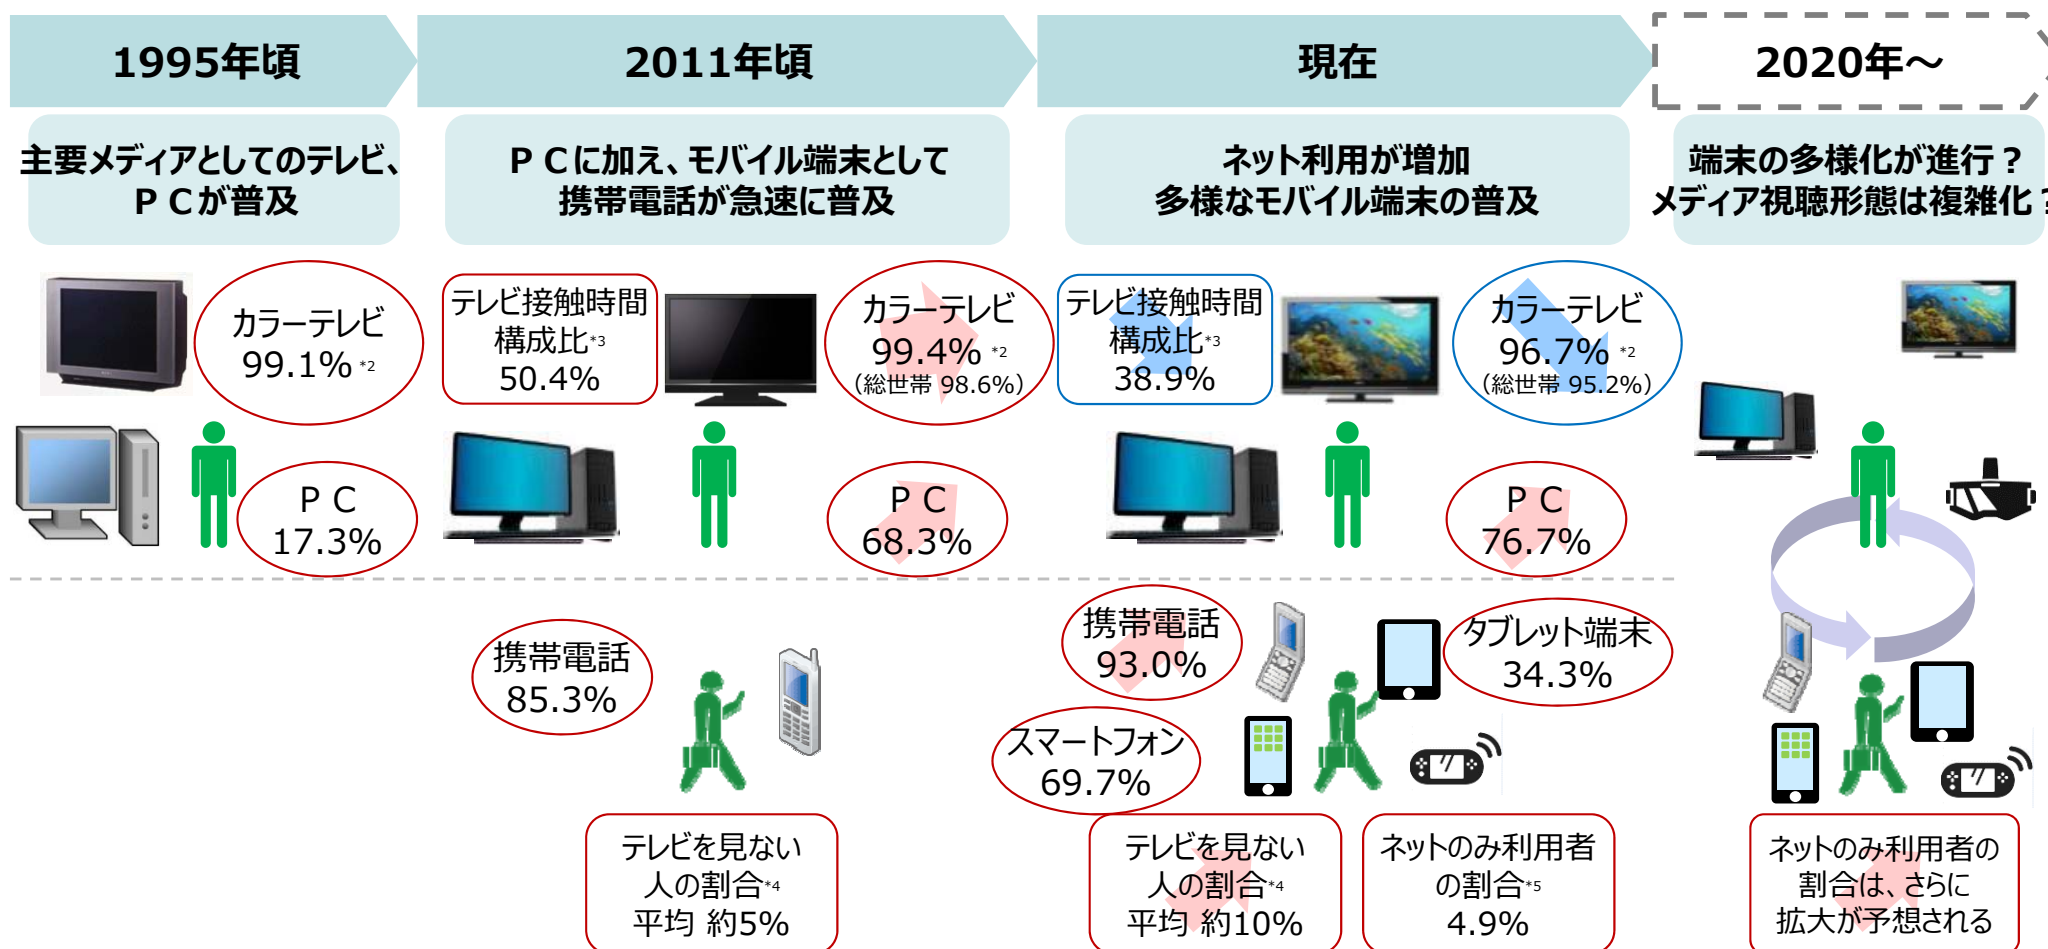 1995年頃
2011年頃
現在
2020年～
主要メディアとしてのテレビ、
ＰＣが普及
ＰＣに加え、モバイル端末として
携帯電話が急速に普及
ネット利用が増加
多様なモバイル端末の普及
端末の多様化が進行？
メディア視聴形態は複雑化？
カラーテレビ
99.1% *2
ＰＣ
17.3%
テレビ接触時間
構成比*3
50.4%
カラーテレビ
99.4% *2
（総世帯 98.6%）
ＰＣ
68.3%
テレビ接触時間
構成比*3
38.9%
カラーテレビ
96.7% *2
（総世帯 95.2%）
ＰＣ
76.7%
携帯電話
85.3%
テレビを見ない
人の割合*4
平均 約5%
携帯電話
93.0%
タブレット端末
34.3%
スマートフォン
69.7%
テレビを見ない
人の割合*4
平均 約10%
ネットのみ利用者
の割合*5
4.9%
ネットのみ利用者の
割合は、さらに
拡大が予想される